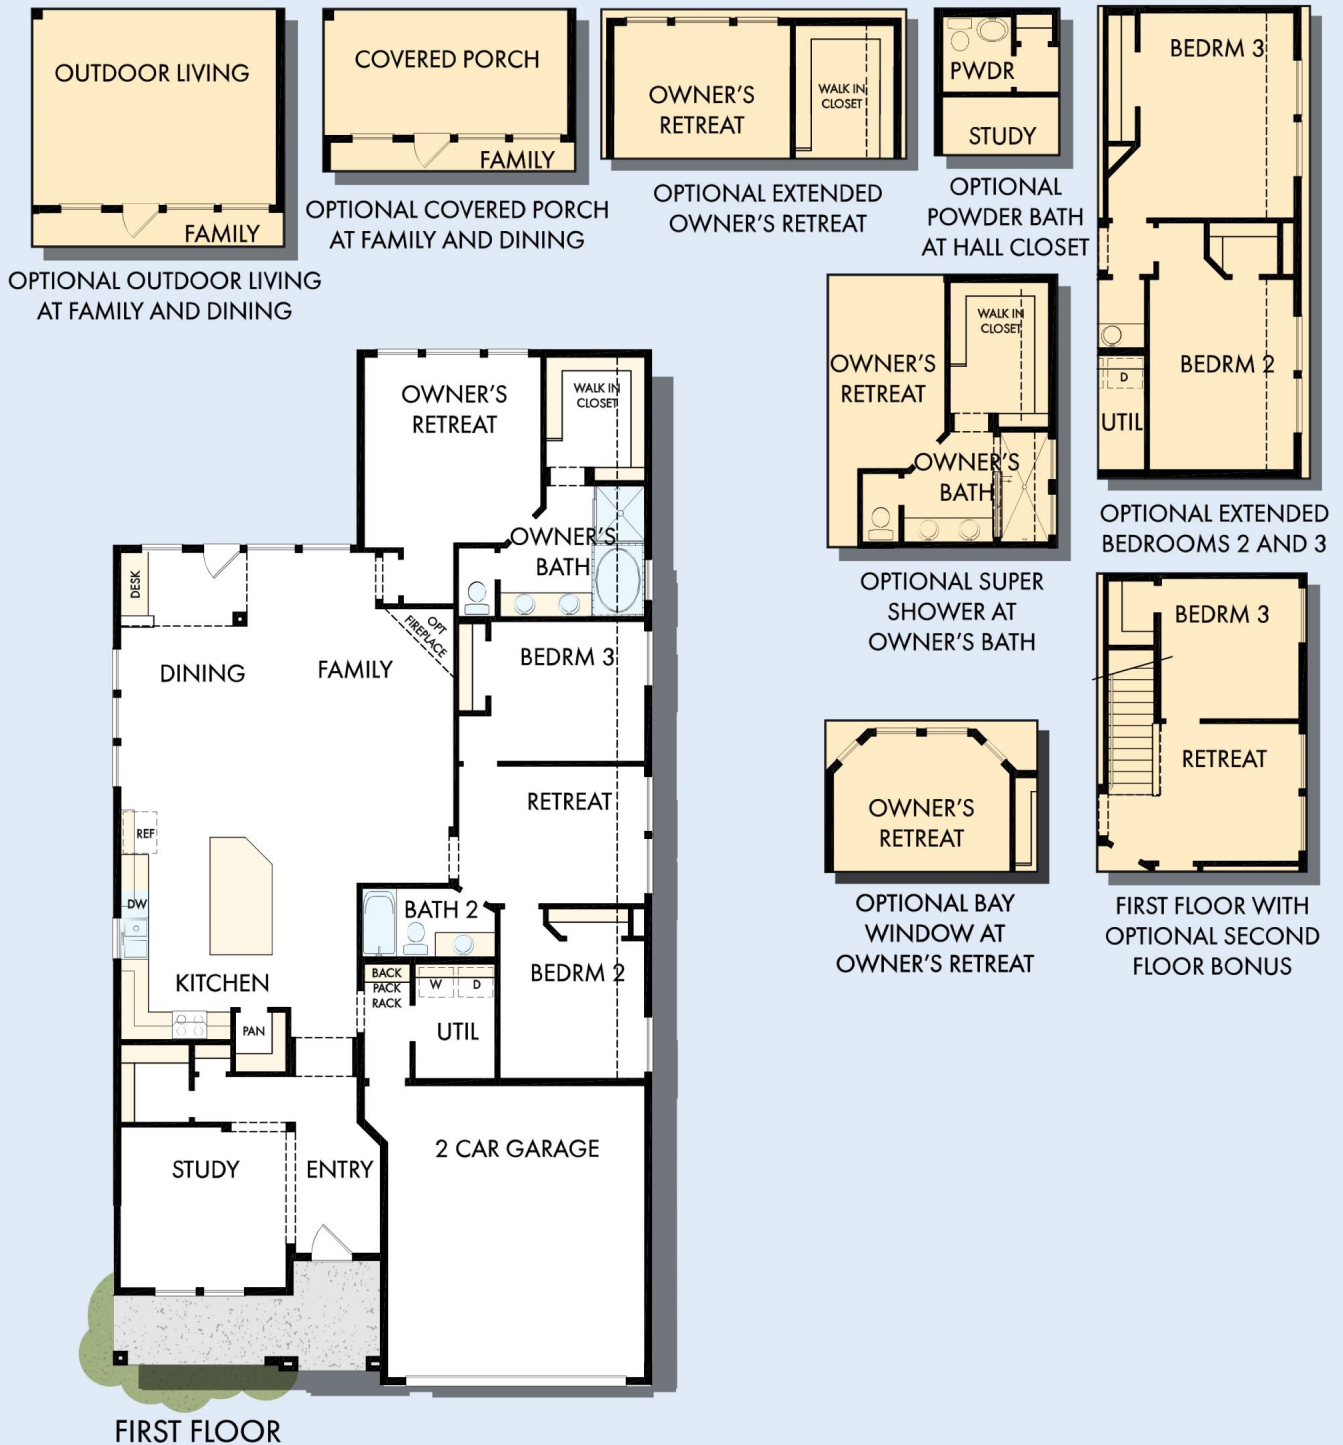 OUTDOOR LIVING
FAMILY
OPTIONAL OUTDOOR LIVING
AT FAMILY AND DINING
COVERED PORCH
FAMILY
OPTIONAL COVERED PORCH
AT FAMILY AND DINING
OWNER'S
RETREAT
WALK IN
CLOSET
OPTIONAL EXTENDED
OWNER'S RETREAT
PWDR
STUDY
OPTIONAL
POWDER BATH
AT HALL CLOSET
BEDRM 3
BEDRM 2
D
UTIL
OPTIONAL EXTENDED
BEDROOMS 2 AND 3
OWNER'S
RETREAT
WALK IN
CLOSET
OWNER'S
BATH
OPTIONAL SUPER
SHOWER AT
OWNER'S BATH
BEDRM 3
RETREAT
FIRST FLOOR WITH
OPTIONAL SECOND
FLOOR BONUS
OWNER'S
RETREAT
OPTIONAL BAY
WINDOW AT
OWNER'S RETREAT
OWNER'S
RETREAT
WALK IN
CLOSET
OWNER'S
BATH
DESK
OPT
FIREPLACE
DINING
FAMILY
BEDRM 3
RETREAT
REF
DW
BATH 2
KITCHEN
BACK
PACK
RACK
W
D
BEDRM 2
PAN
UTIL
STUDY
ENTRY
2 CAR GARAGE
FIRST FLOOR